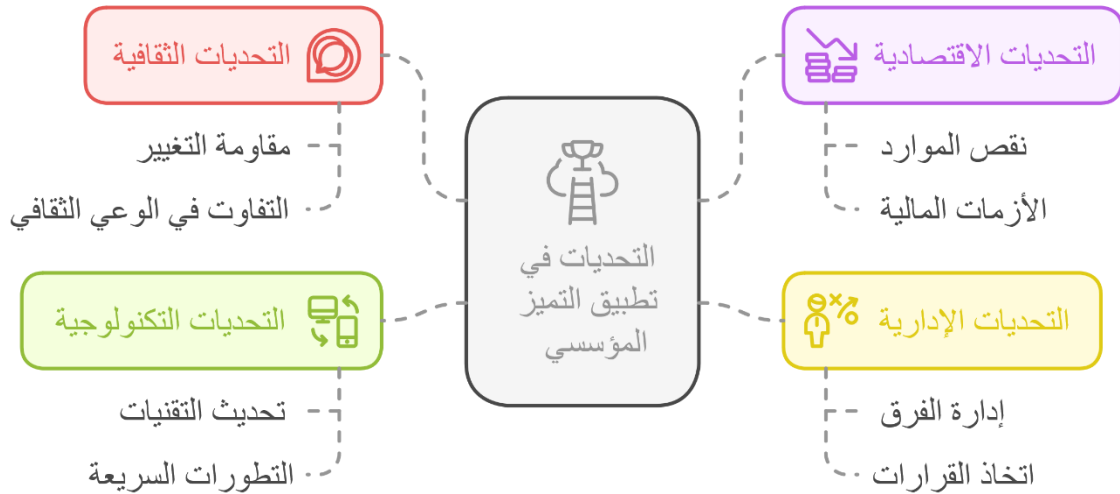 التحديات في
تطبيق التميز
المؤسسي
التحديات الاقتصادية
نقص الموارد
الأزمات المالية
التحديات الثقافية
مقاومة التغيير
التفاوت في الوعي الثقافي
التحديات الإدارية
إدارة الفرق
اتخاذ القرارات
التحديات التكنولوجية
تحديث التقنيات
التطورات السريعة